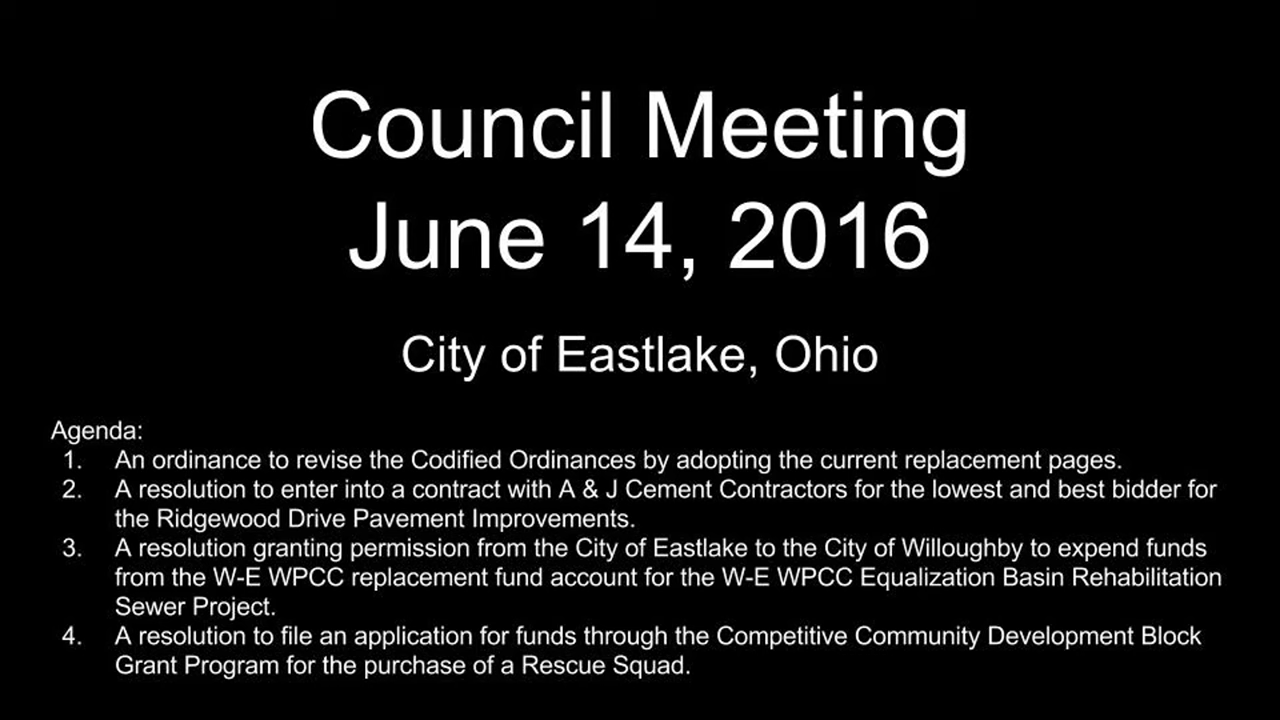 Council Meeting
June 14, 2016
City of Eastlake, Ohio
Agenda:
1. An ordinance to revise the Codified Ordinances by adopting the current replacement pages.
2. A resolution to enter into a contract with A & J Cement Contractors for the lowest and best bidder for
the Ridgewood Drive Pavement Improvements.
3. A resolution granting permission from the City of Eastlake to the City of Willoughby to expend funds
from the W-E WPCC replacement fund account for the W-E WPCC Equalization Basin Rehabilitation
Sewer Project.
4. A resolution to file an application for funds through the Competitive Community Development Block
Grant Program for the purchase of a Rescue Squad.